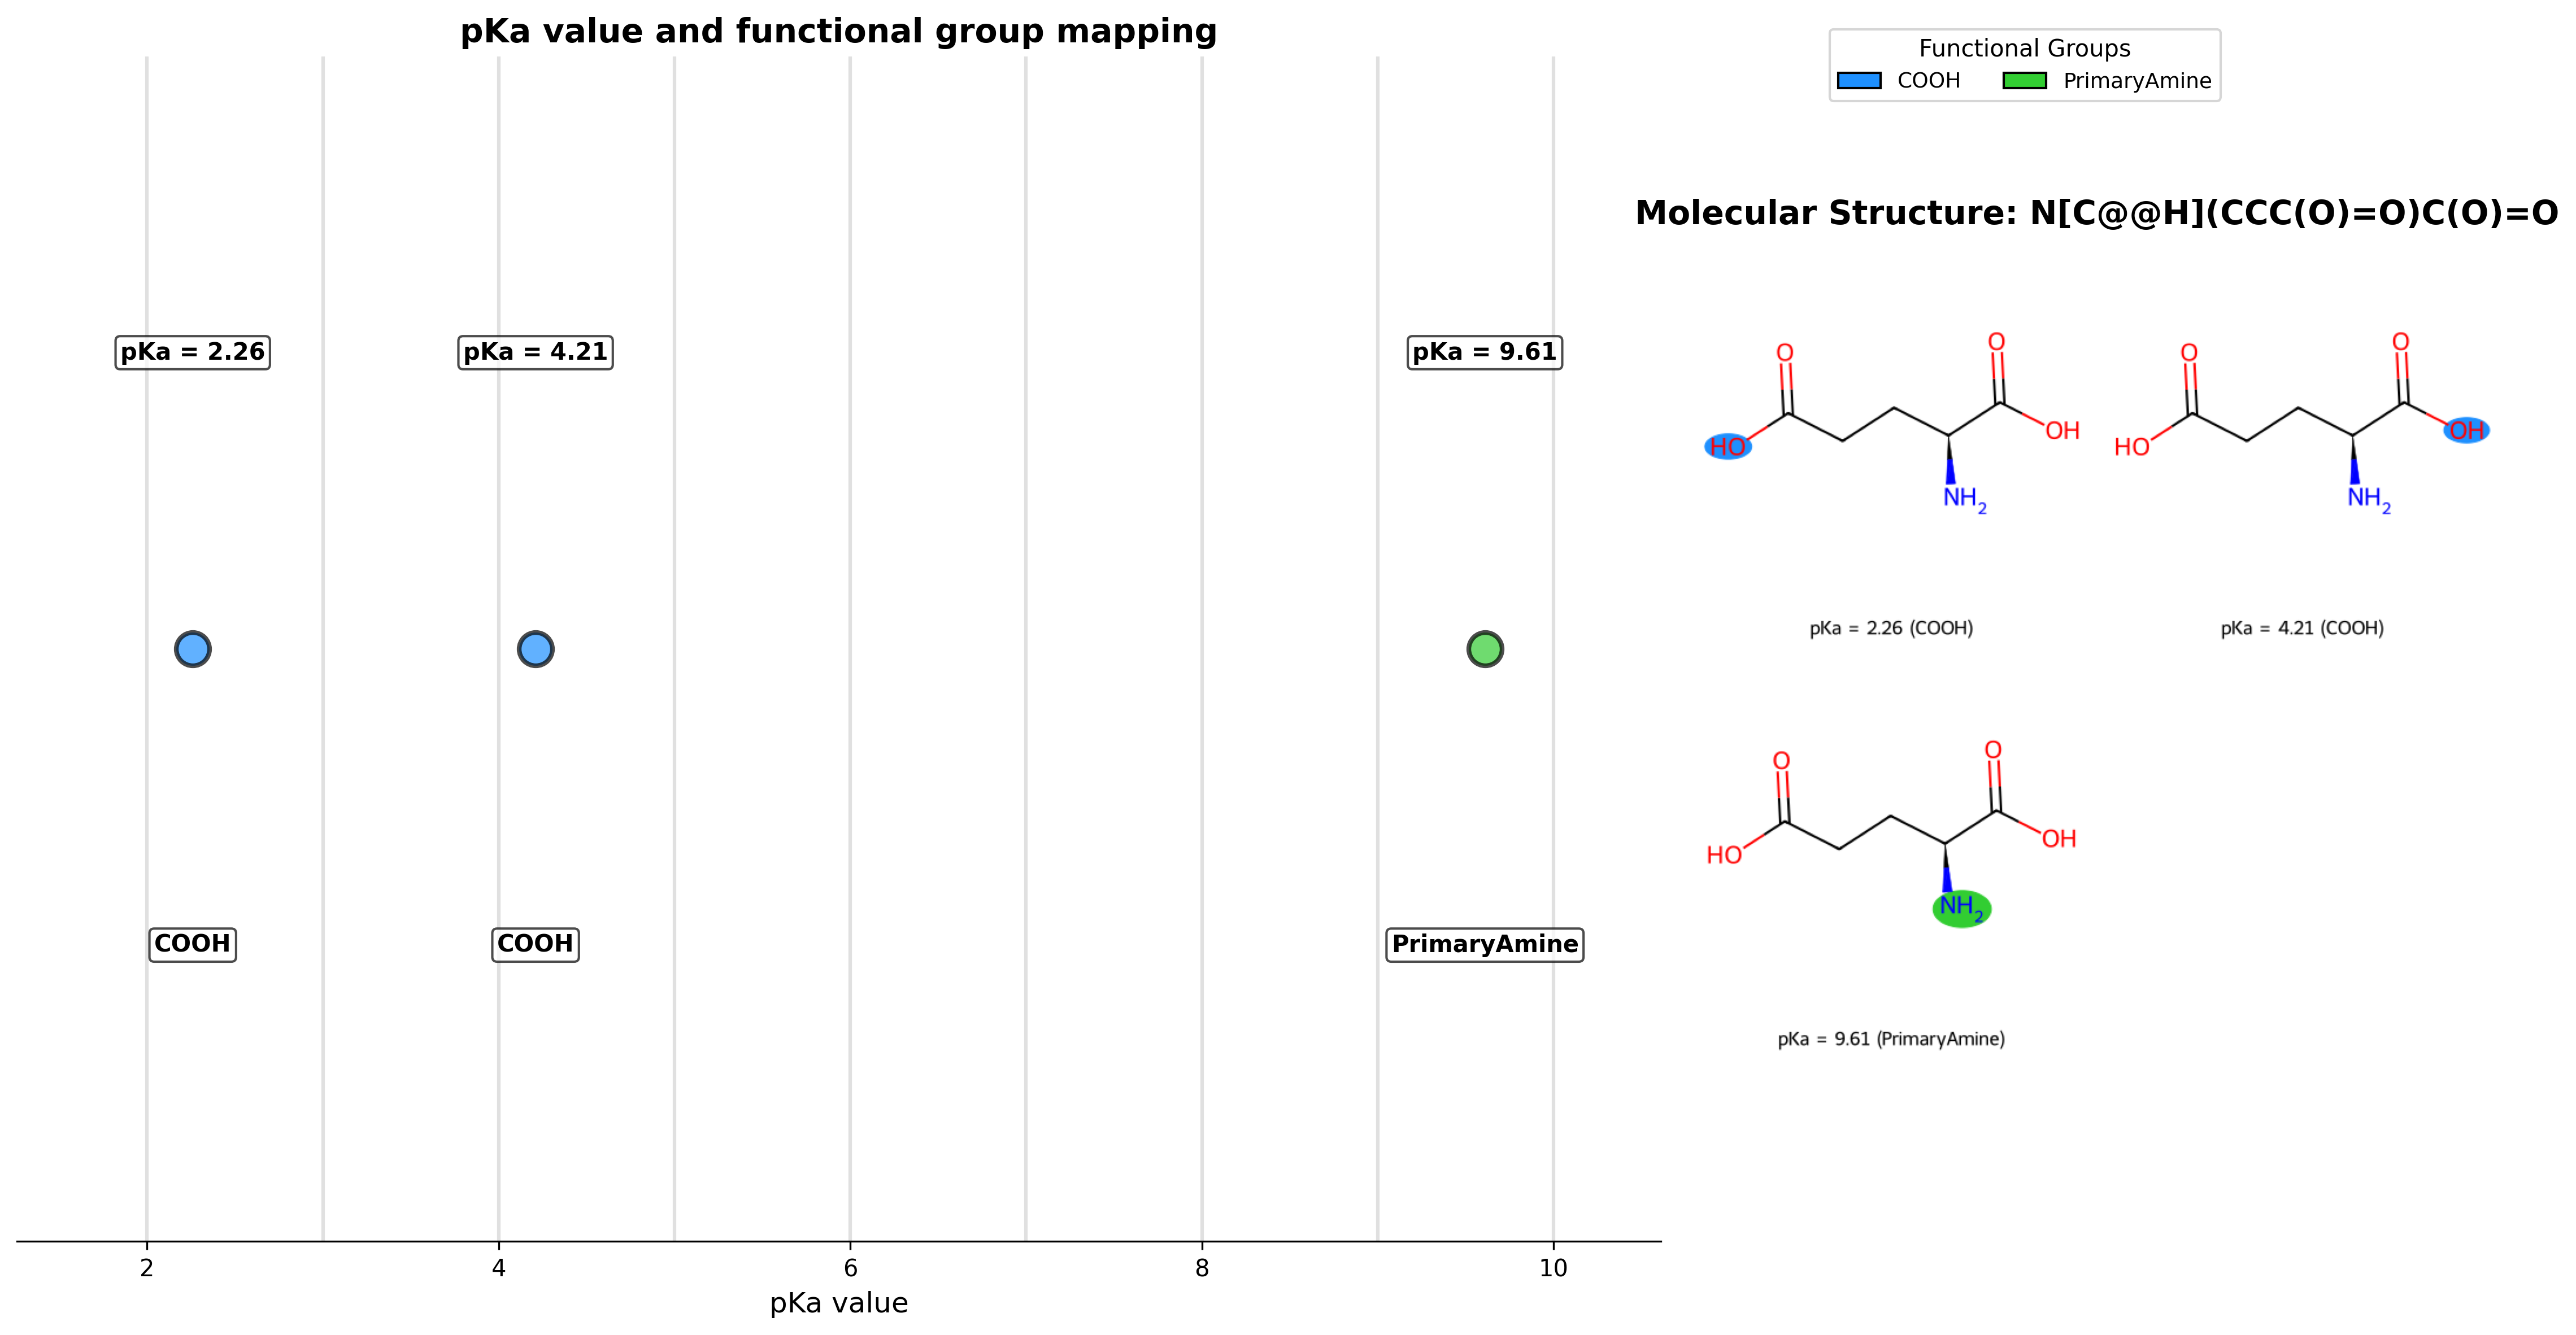 pKa value and functional group mapping
Functional Groups
COOH PrimaryAmine
Molecular Structure: N[C@@H](CCC(O)=O)C(O)=O
pKa = 2.26 pKa = 4.21 pKa = 9.61
COOH COOH PrimaryAmine
2 4 6 8 10
pKa value
O O
HO OH
NH2
pKa = 2.26 (COOH)
O O
HO OH
NH2
pKa = 4.21 (COOH)
O O
HO OH
NH2
pKa = 9.61 (PrimaryAmine)